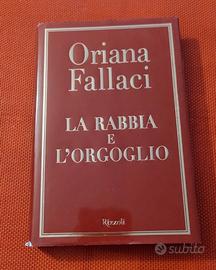 Oriana
Fallaci
LA RABBIA
E
L'ORGOGLIO
Rizzoli
subito